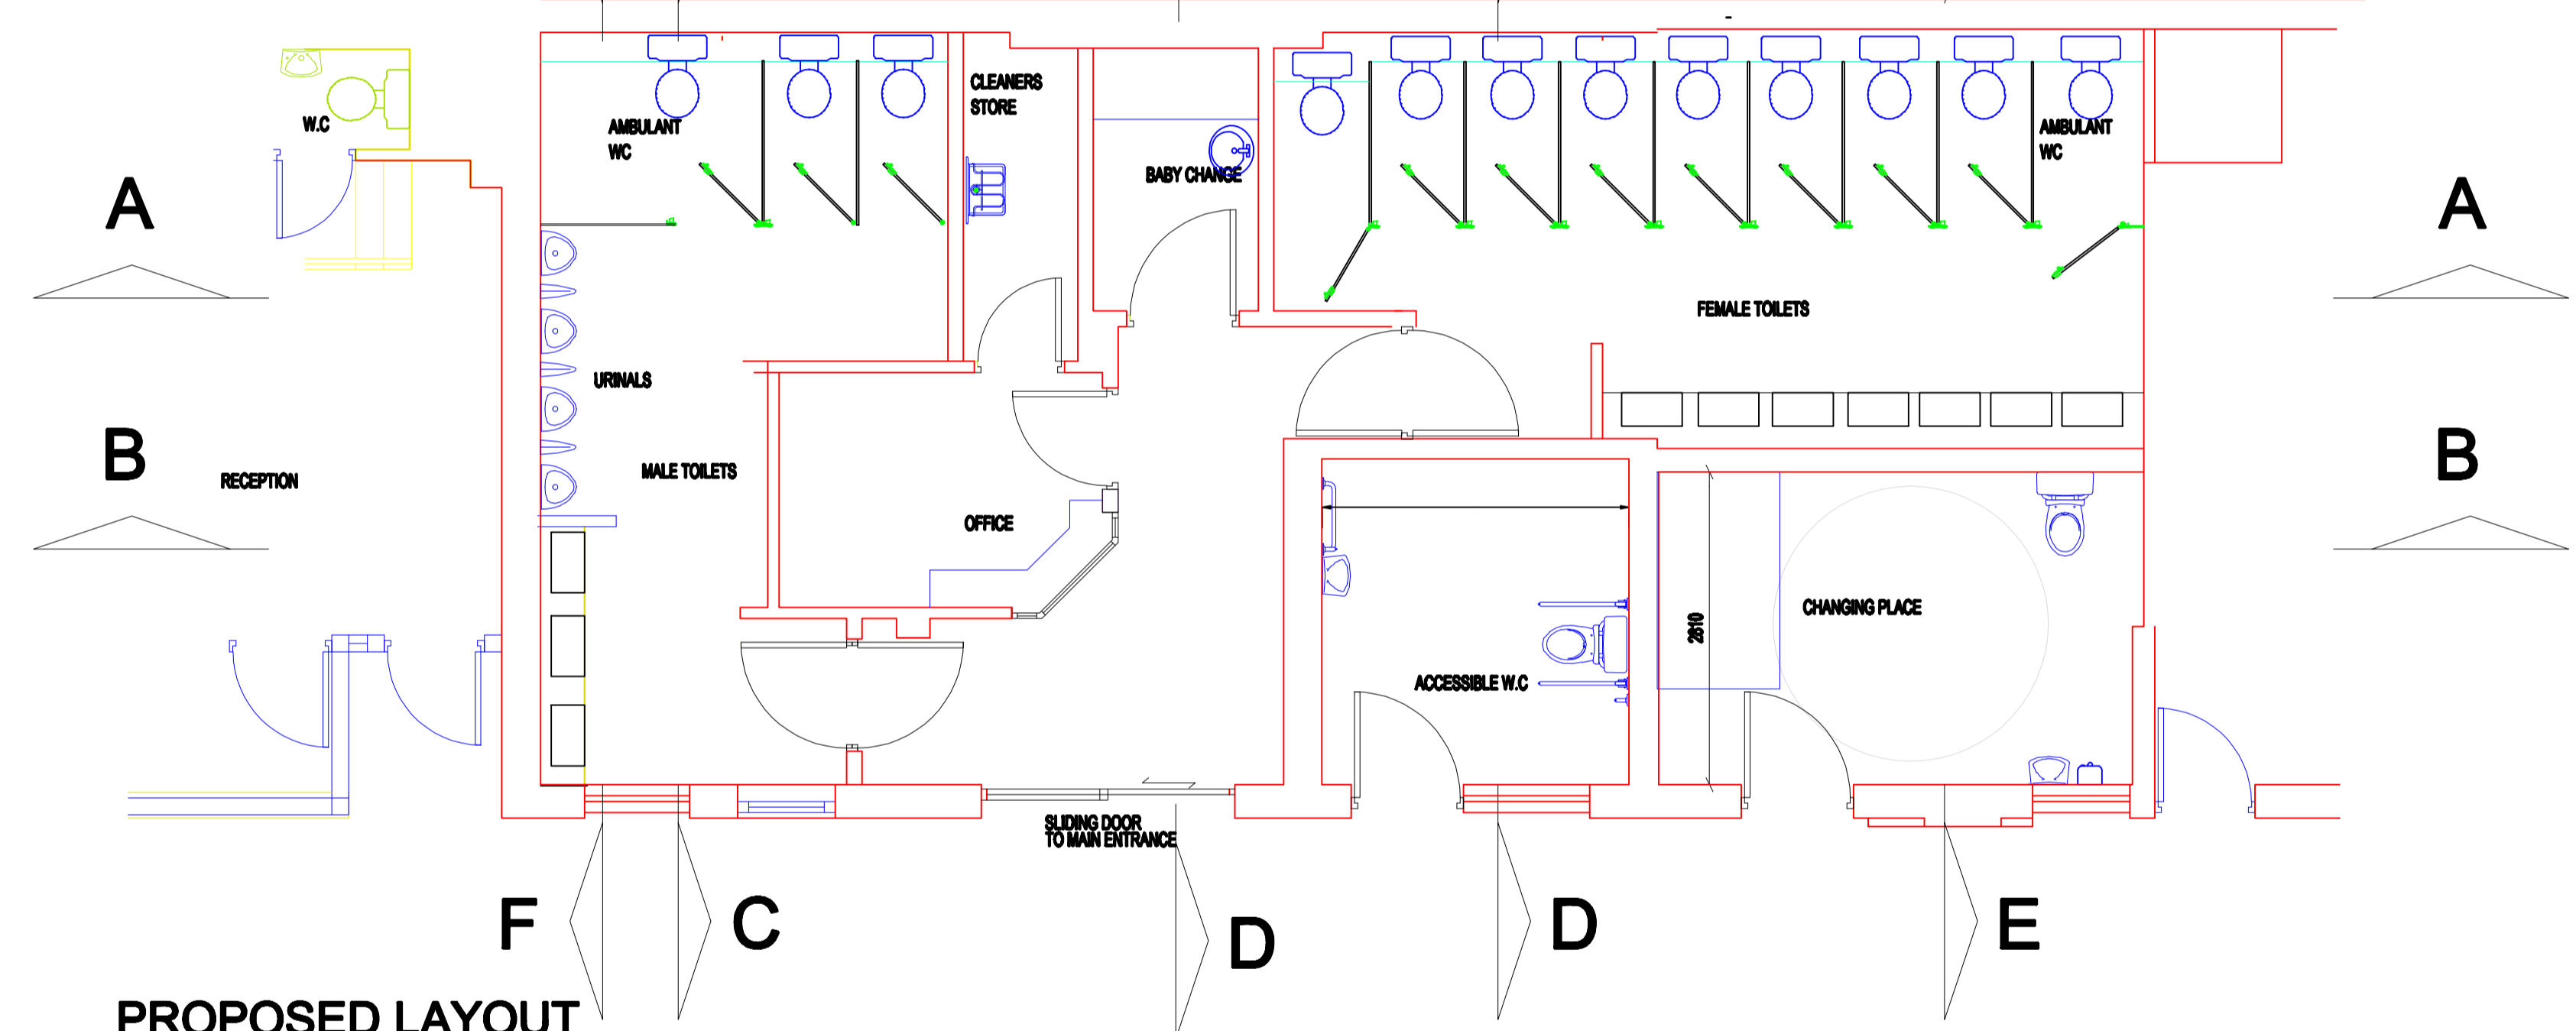 CLEANERS
STORE
W.C
AMBULANT
WC
AMBULANT
WC
BABY CHANGE
A
A
FEMALE TOILETS
URINALS
B
B
RECEPTION
MALE TOILETS
OFFICE
CHANGING PLACE
2810
ACCESSIBLE W.C
SLIDING DOOR
TO MAIN ENTRANCE
F
C
D
D
E
PROPOSED LAYOUT